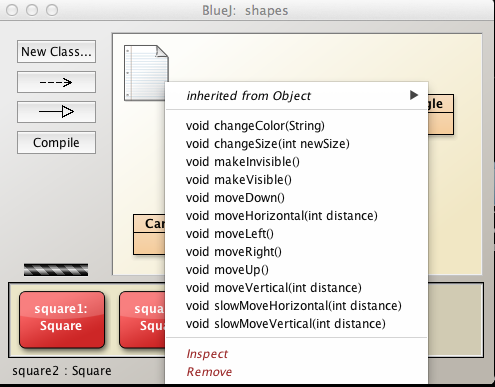 BlueJ: shapes
New Class...
Compile
inherited from Object
void changeColor(String)
void changeSize(int newSize)
void makeInvisible()
void makeVisible()
void moveDown()
void moveHorizontal(int distance)
void moveLeft()
void moveRight()
void moveUp()
void moveVertical(int distance)
void slowMoveHorizontal(int distance)
void slowMoveVertical(int distance)
Inspect
Remove
gle
Car
square1:
Square
squa
Squa
square2 : Square